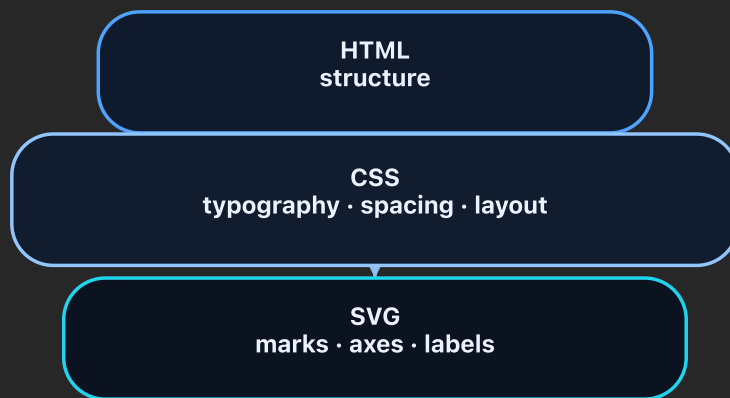 HTML
structure
CSS
typography · spacing · layout
SVG
marks · axes · labels